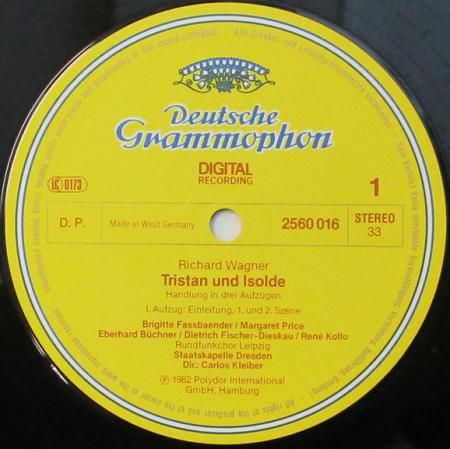 Deutsche
Grammophon
DIGITAL
RECORDING
LC 0173
1
D. P.
Made in West Germany
2560 016
STEREO
33
Richard Wagner
Tristan und Isolde
Handlung in drei Aufzügen
I. Aufzug: Einleitung, 1. und 2. Szene
Brigitte Fassbaender / Margaret Price
Eberhard Büchner / Dietrich Fischer-Dieskau / René Kollo
Rundfunkchor Leipzig
Staatskapelle Dresden
Dir.: Carlos Kleiber
Ⓟ 1982 Polydor International
GmbH, Hamburg